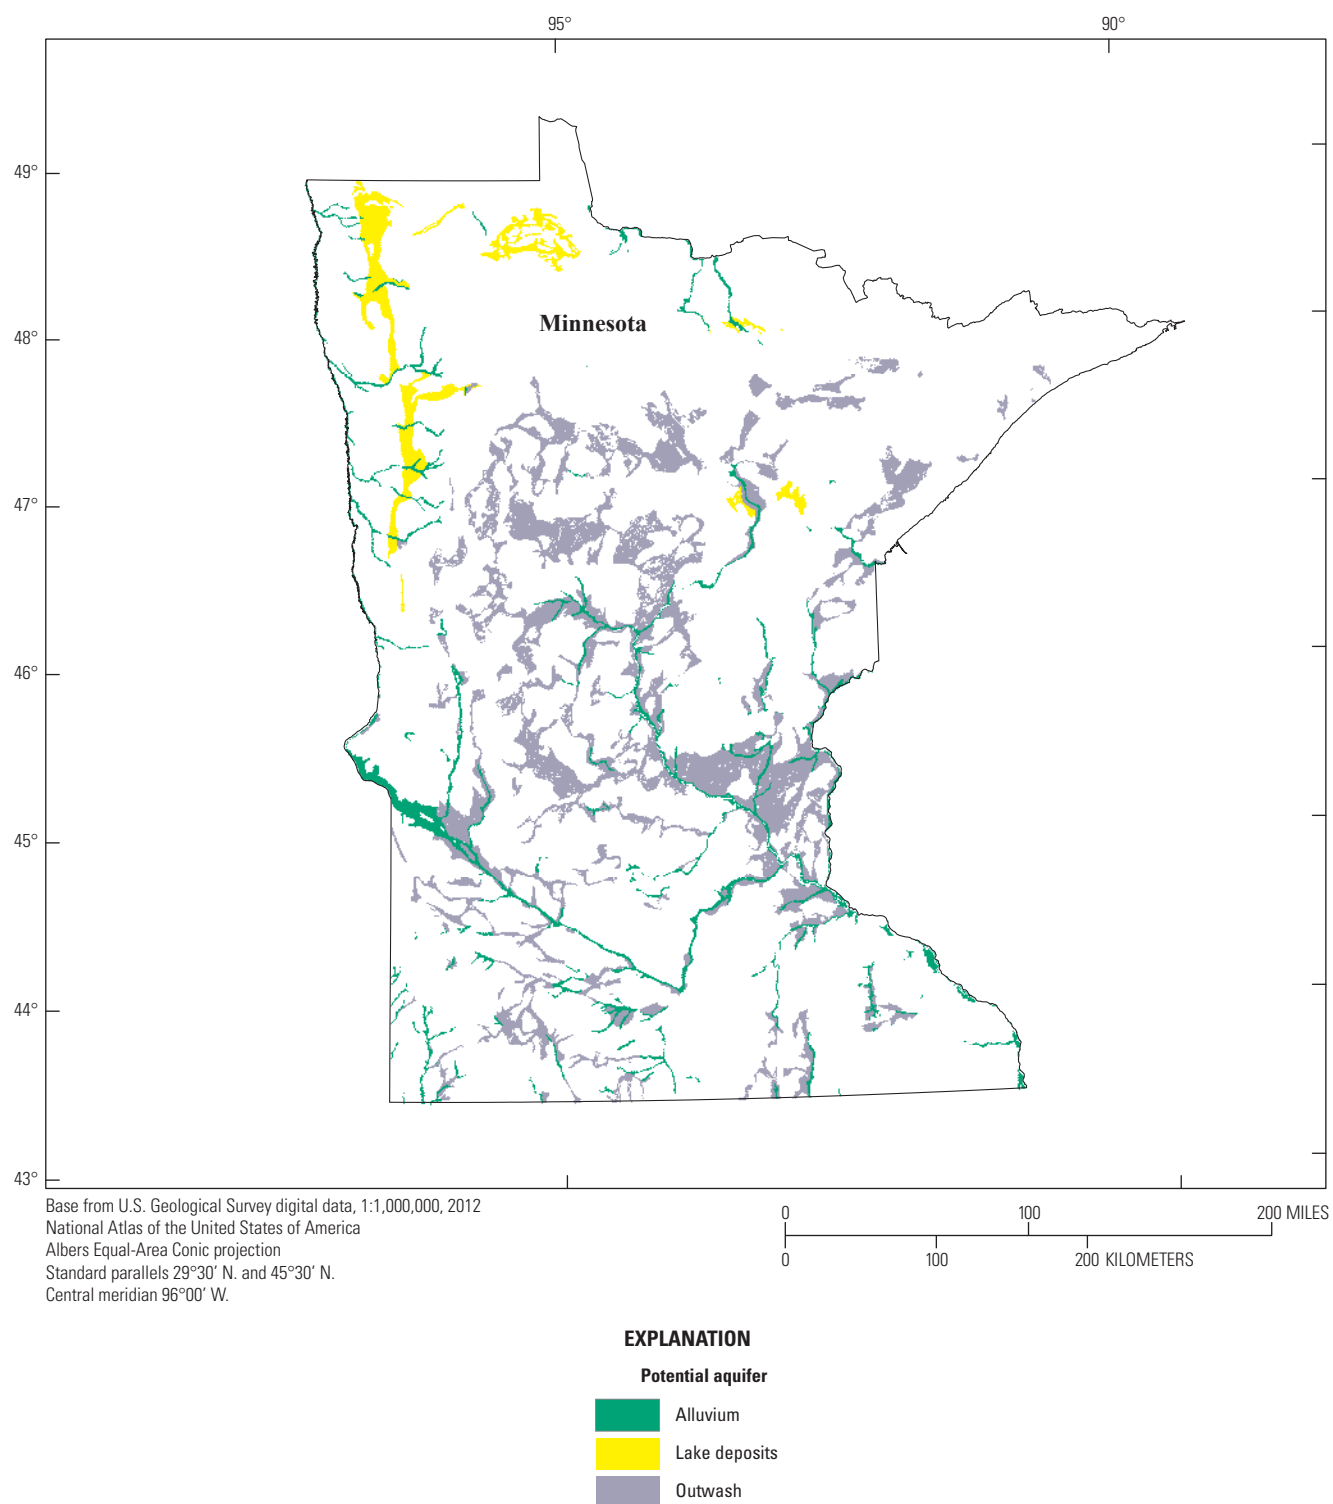 95°
90°
49°
48°
47°
46°
45°
44°
43°
Minnesota
Base from U.S. Geological Survey digital data, 1:1,000,000, 2012
National Atlas of the United States of America
Albers Equal-Area Conic projection
Standard parallels 29°30′ N. and 45°30′ N.
Central meridian 96°00′ W.
0 100 200 MILES
0 100 200 KILOMETERS
EXPLANATION
Potential aquifer
Alluvium
Lake deposits
Outwash